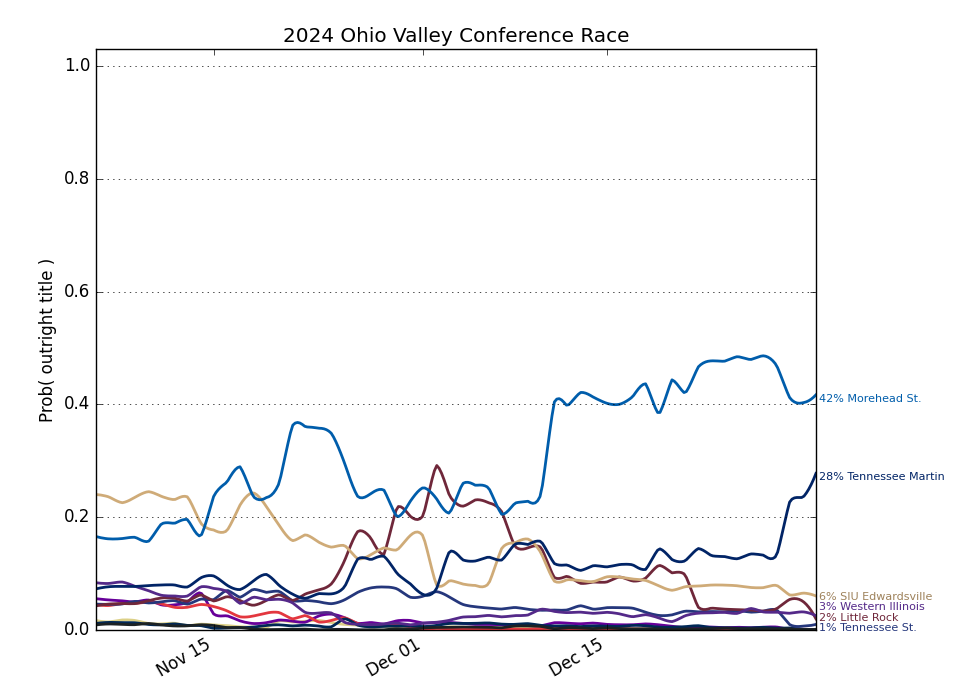 2024 Ohio Valley Conference Race
1.0
0.8
0.6
0.4
0.2
0.0
Prob( outright title )
Nov 15
Dec 01
Dec 15
42% Morehead St.
28% Tennessee Martin
6% SIU Edwardsville
3% Western Illinois
2% Little Rock
1% Tennessee St.